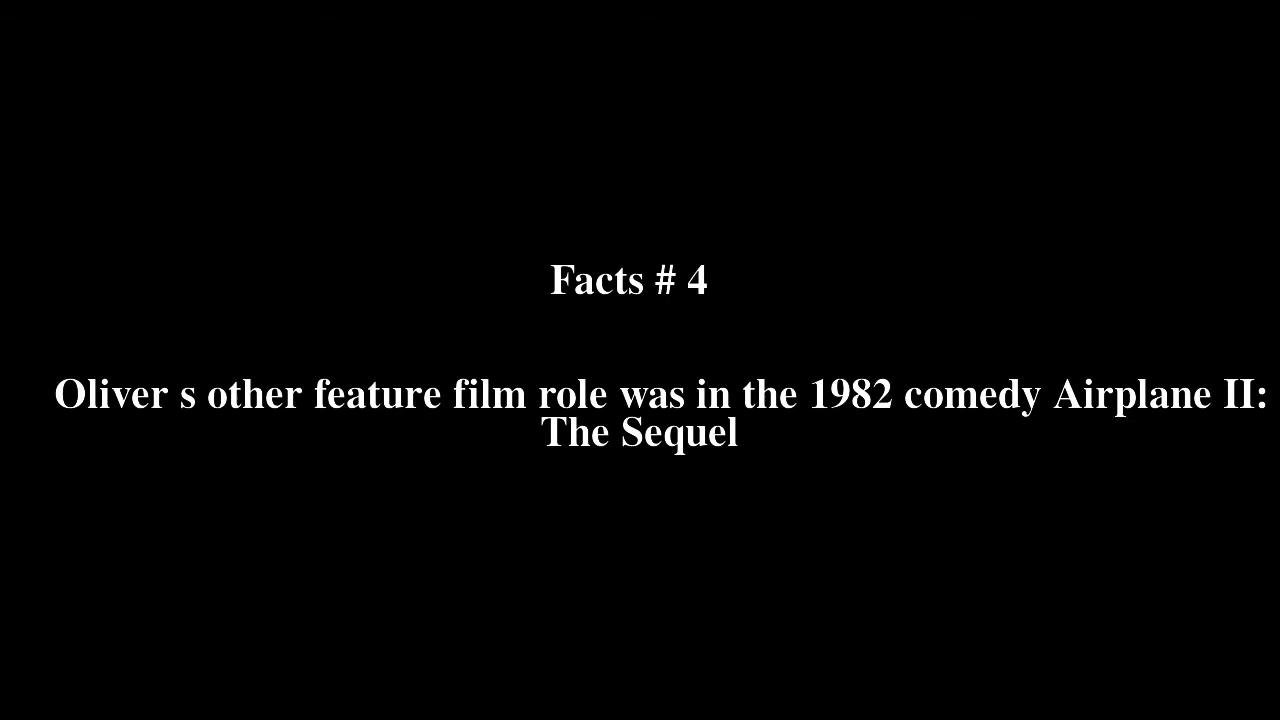 Facts # 4
Oliver s other feature film role was in the 1982 comedy Airplane II:
The Sequel